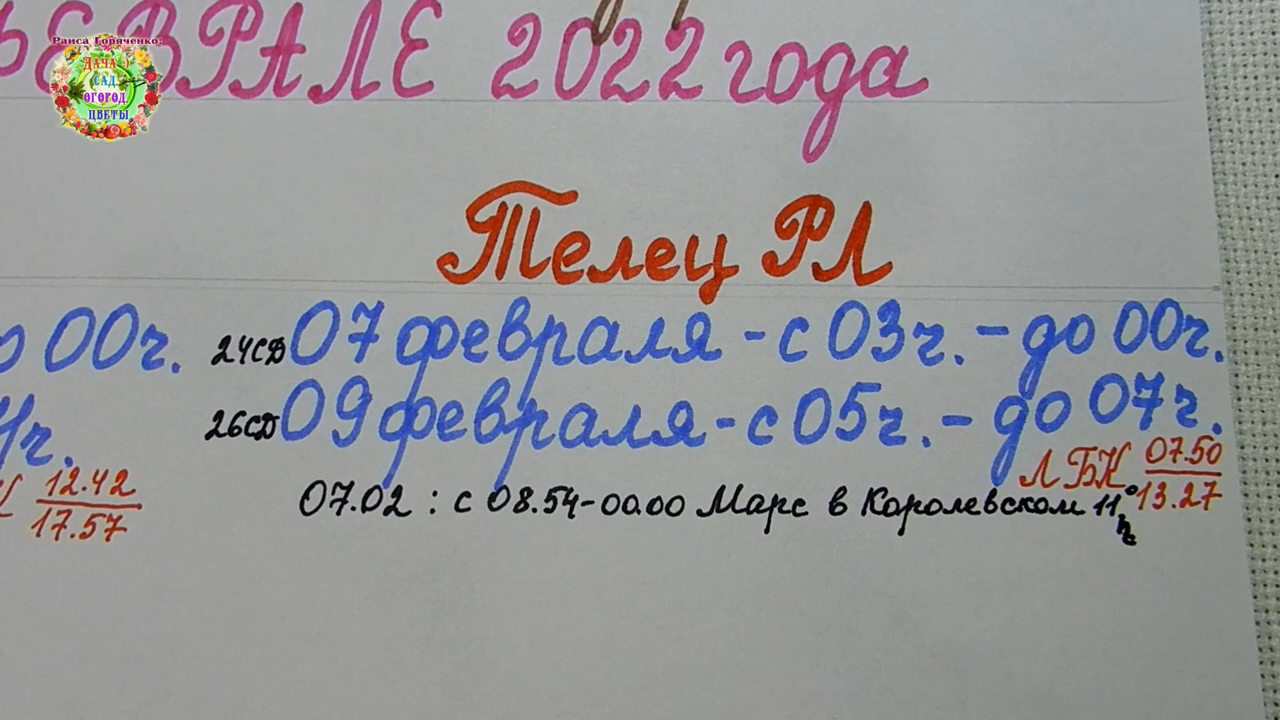 Раиса Горяченко:
ДАЧА
САД
ОГОРОД
ЦВЕТЫ
ЕВРАЛЕ 2022 года
Телец РЛ
о 00ч. 24СД 07 февраля - с 03ч. - до 00ч.
1ч. 26СД 09 февраля - с 05ч. - до 07ч.
12.42
17.57
ЛБК 07.50
13.27
07.02 : с 08.54-00.00 Марс в Королевском 11°